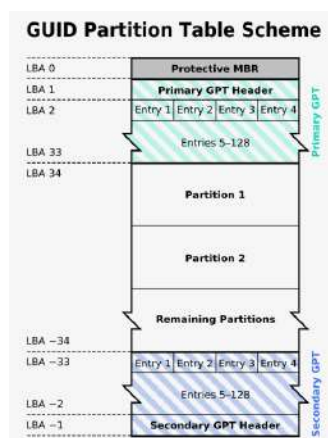 GUID Partition Table Scheme
LBA 0
Protective MBR
LBA 1
Primary GPT Header
LBA 2
Entry 1 Entry 2 Entry 3 Entry 4
Entries 5–128
LBA 33
Primary GPT
LBA 34
Partition 1
Partition 2
Remaining Partitions
LBA −34
LBA −33
Entry 1 Entry 2 Entry 3 Entry 4
Entries 5–128
LBA −2
LBA −1
Secondary GPT Header
Secondary GPT